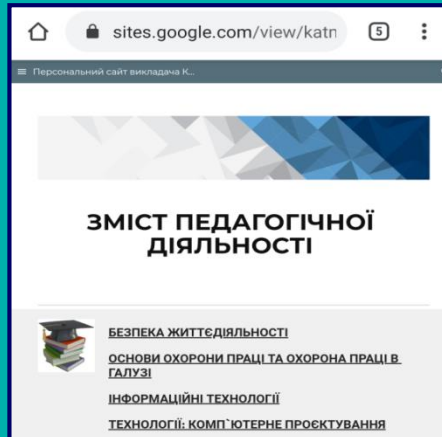 sites.google.com/view/katn
5
Персональний сайт викладача К...
ЗМІСТ ПЕДАГОГІЧНОЇ
ДІЯЛЬНОСТІ
БЕЗПЕКА ЖИТТЄДІЯЛЬНОСТІ
ОСНОВИ ОХОРОНИ ПРАЦІ ТА ОХОРОНА ПРАЦІ В
ГАЛУЗІ
ІНФОРМАЦІЙНІ ТЕХНОЛОГІЇ
ТЕХНОЛОГІЇ: КОМП`ЮТЕРНЕ ПРОЄКТУВАННЯ